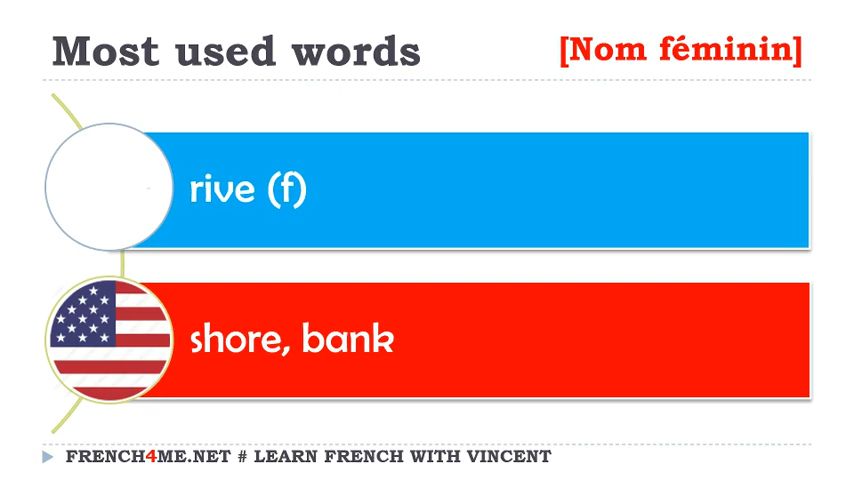 Most used words
[Nom féminin]
rive (f)
shore, bank
FRENCH4ME.NET # LEARN FRENCH WITH VINCENT